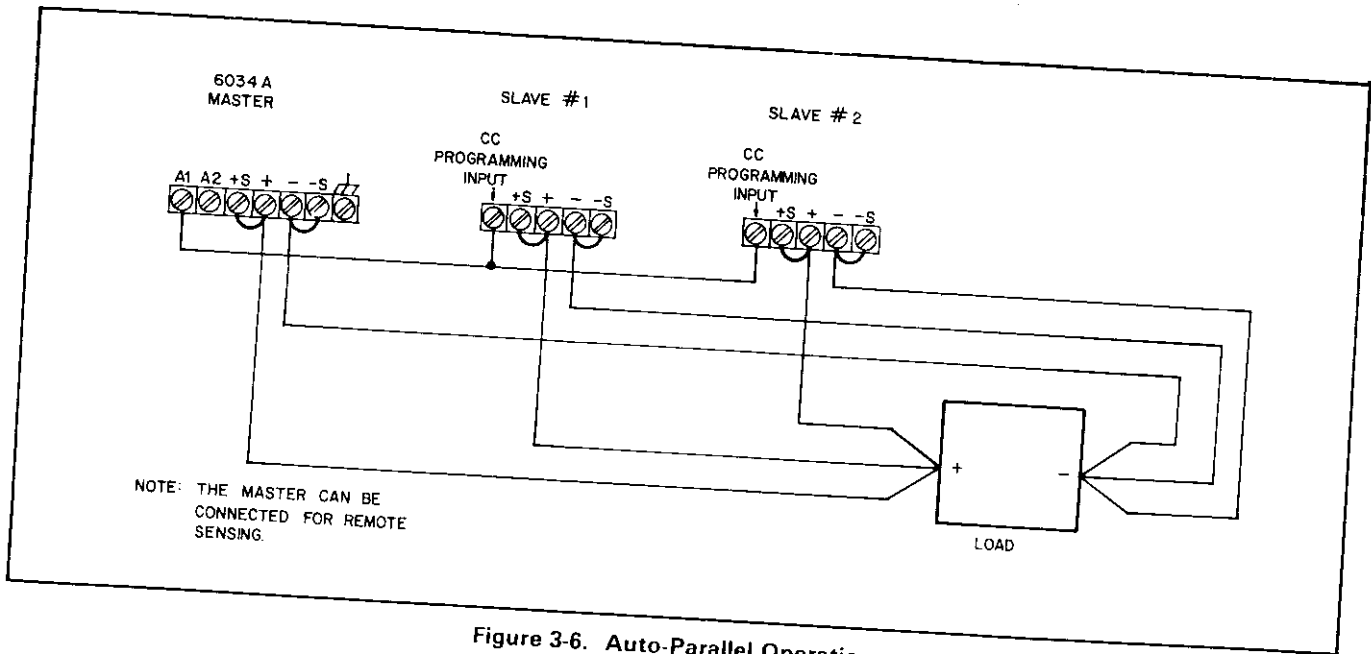 6034A
MASTER
A1 A2 +S + − −S
SLAVE #1
CC
PROGRAMMING
INPUT
+S + − −S
SLAVE #2
CC
PROGRAMMING
INPUT
+S + − −S
+ −
LOAD
NOTE: THE MASTER CAN BE
CONNECTED FOR REMOTE
SENSING.
Figure 3-6. Auto-Parallel